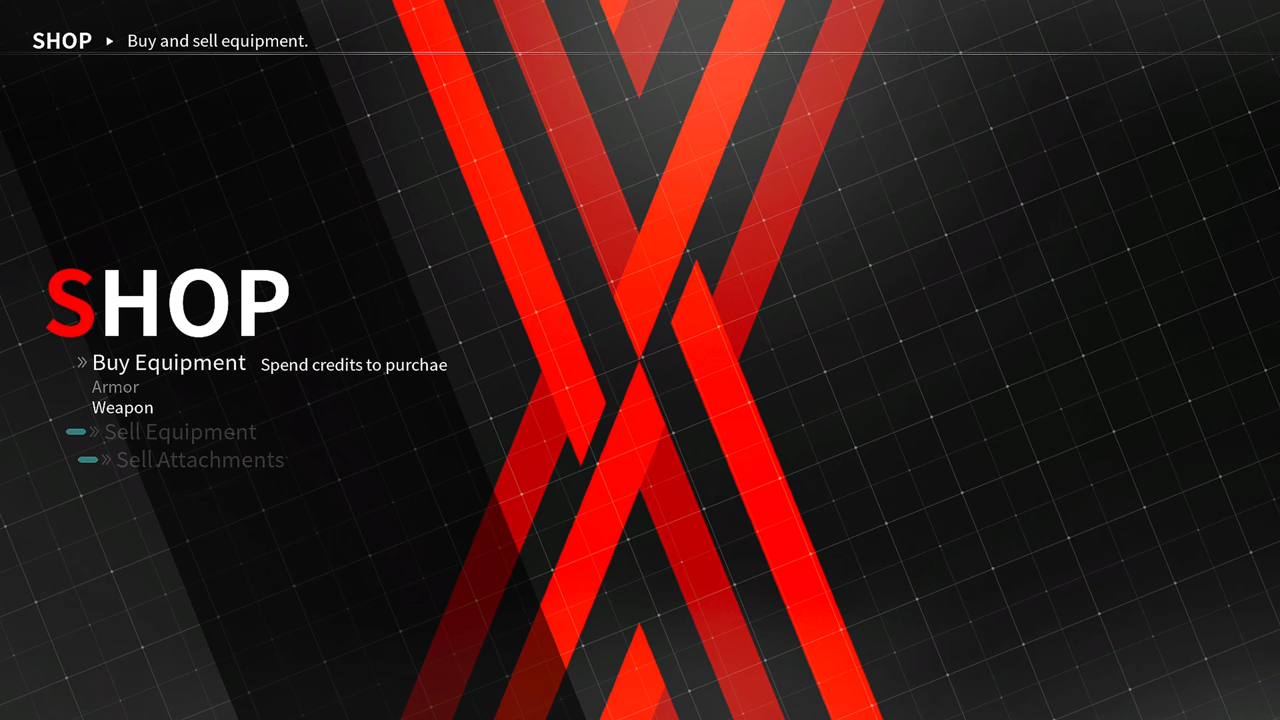 SHOP ▸ Buy and sell equipment.
SHOP
» Buy Equipment Spend credits to purchae
Armor
Weapon
» Sell Equipment
» Sell Attachments